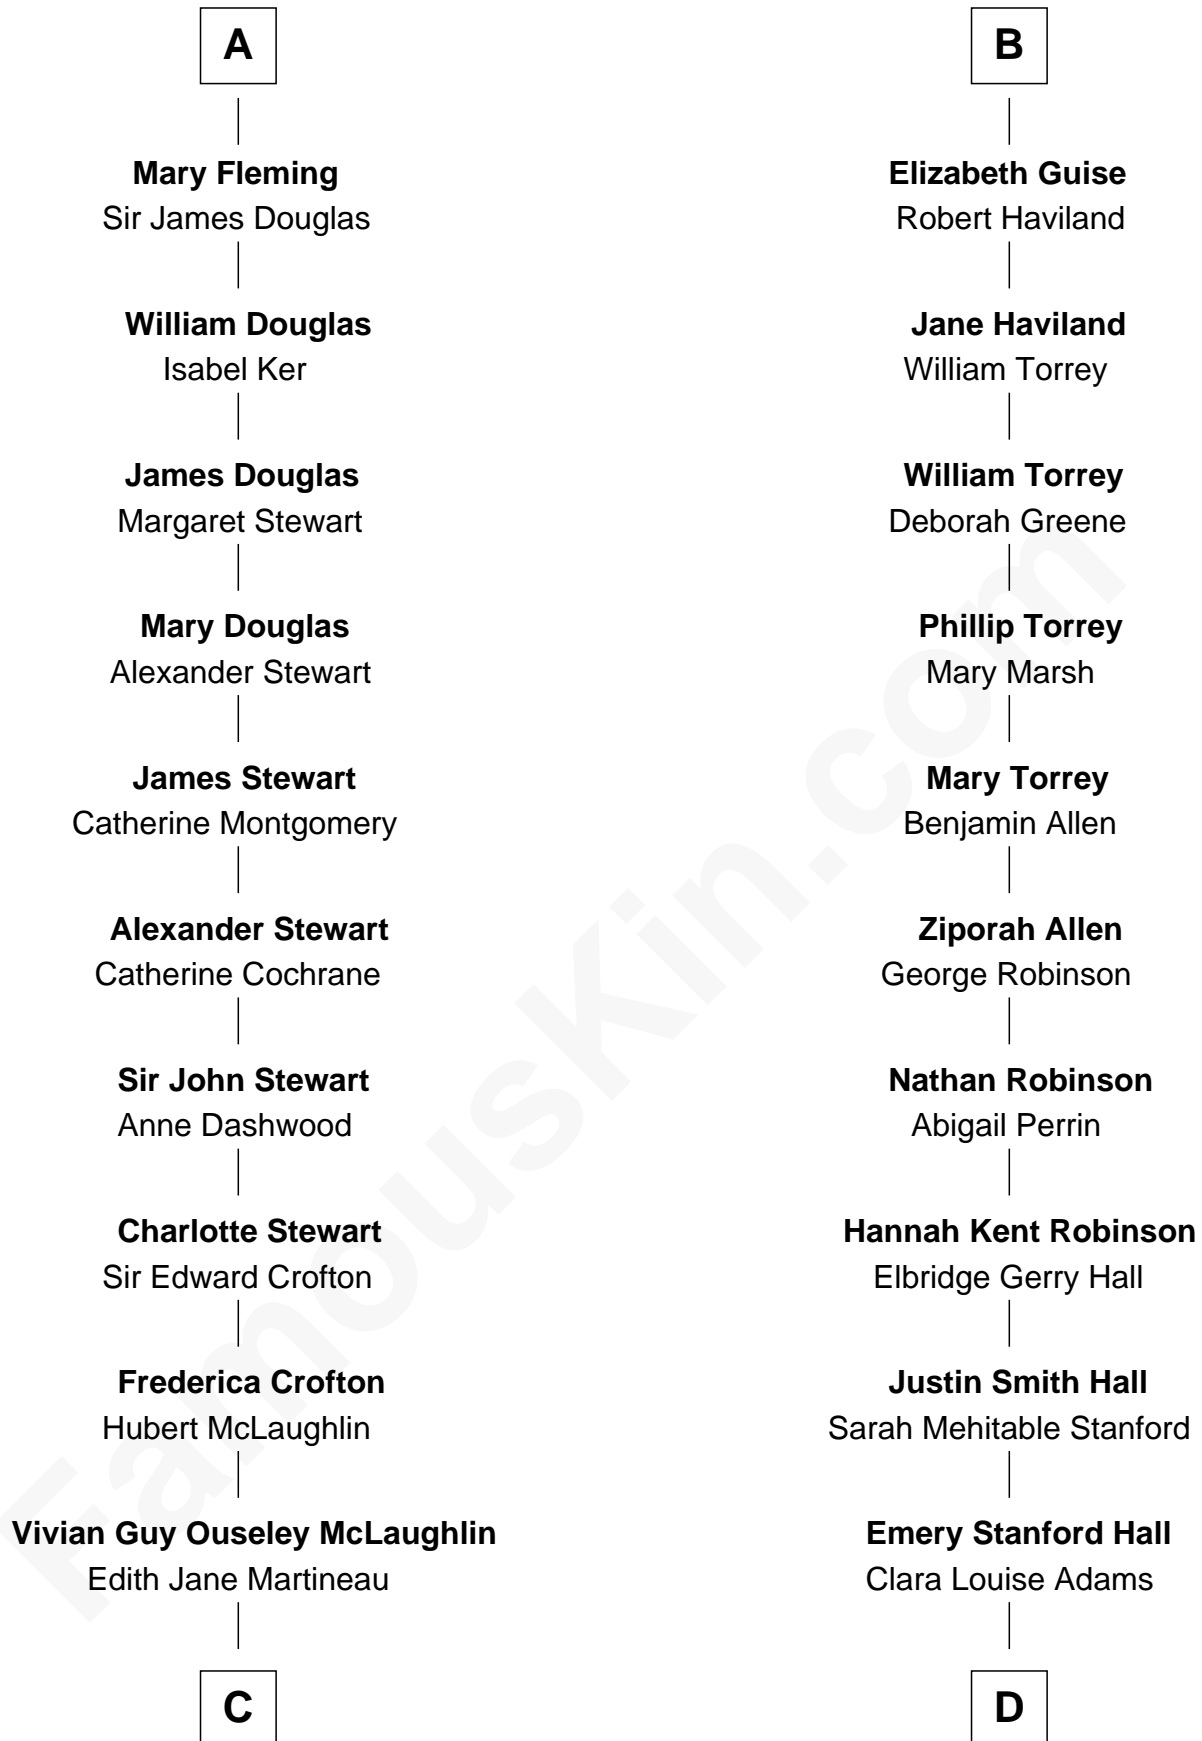 A
Mary Fleming
Sir James Douglas
William Douglas
Isabel Ker
James Douglas
Margaret Stewart
Mary Douglas
Alexander Stewart
James Stewart
Catherine Montgomery
Alexander Stewart
Catherine Cochrane
Sir John Stewart
Anne Dashwood
Charlotte Stewart
Sir Edward Crofton
Frederica Crofton
Hubert McLaughlin
Vivian Guy Ouseley McLaughlin
Edith Jane Martineau
C
B
Elizabeth Guise
Robert Haviland
Jane Haviland
William Torrey
William Torrey
Deborah Greene
Phillip Torrey
Mary Marsh
Mary Torrey
Benjamin Allen
Ziporah Allen
George Robinson
Nathan Robinson
Abigail Perrin
Hannah Kent Robinson
Elbridge Gerry Hall
Justin Smith Hall
Sarah Mehitable Stanford
Emery Stanford Hall
Clara Louise Adams
D
FamousKin.com